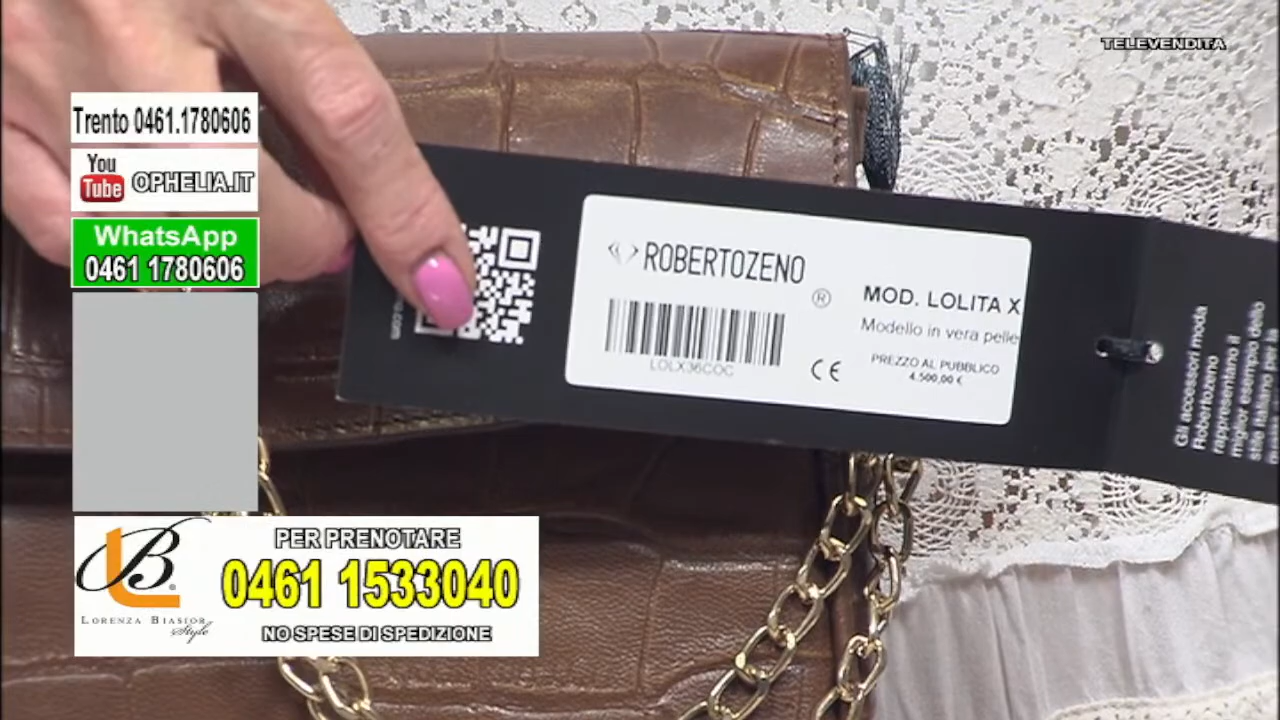 TELEVENDITA
Trento 0461.1780606
You
Tube OPHELIA.IT
WhatsApp
0461 1780606
ROBERTOZENO
®
LOLX36COC
CE
MOD. LOLITA X
Modello in vera pelle
PREZZO AL PUBBLICO
4.500,00 €
Gli accessori moda
Robertozeno
rappresentano il
miglior esempio dello
stile italiano per la
LB®
LORENZA BIASIOR
Style
PER PRENOTARE
0461 1533040
NO SPESE DI SPEDIZIONE